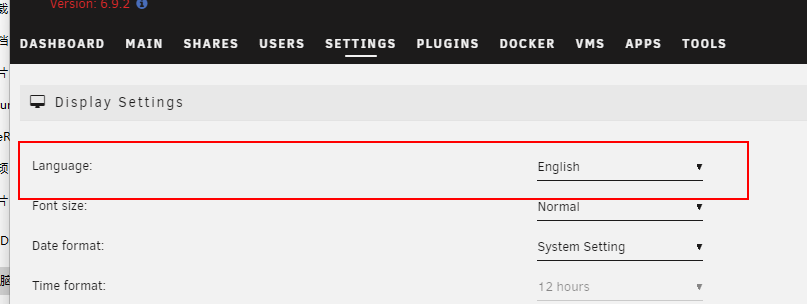 Version: 6.9.2
DASHBOARD MAIN SHARES USERS SETTINGS PLUGINS DOCKER VMS APPS TOOLS
Display Settings
Language: English
Font size: Normal
Date format: System Setting
Time format: 12 hours